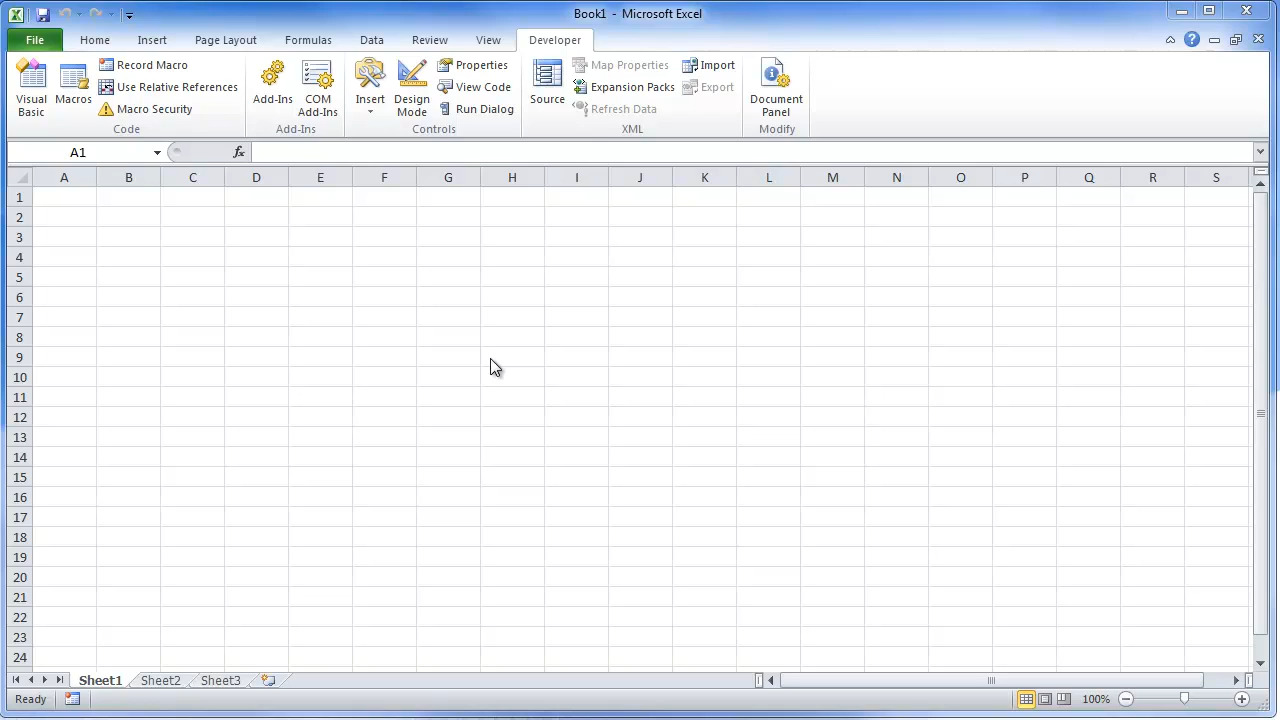 Book1 - Microsoft Excel
File Home Insert Page Layout Formulas Data Review View Developer
Visual Basic
Macros
Record Macro
Use Relative References
Macro Security
Code
Add-Ins
COM Add-Ins
Add-Ins
Insert
Design Mode
Properties
View Code
Run Dialog
Controls
Source
Map Properties
Expansion Packs
Refresh Data
Import
Export
XML
Document Panel
Modify
A1 fx
A B C D E F G H I J K L M N O P Q R S
1
2
3
4
5
6
7
8
9
10
11
12
13
14
15
16
17
18
19
20
21
22
23
24
Sheet1 Sheet2 Sheet3
Ready 100%